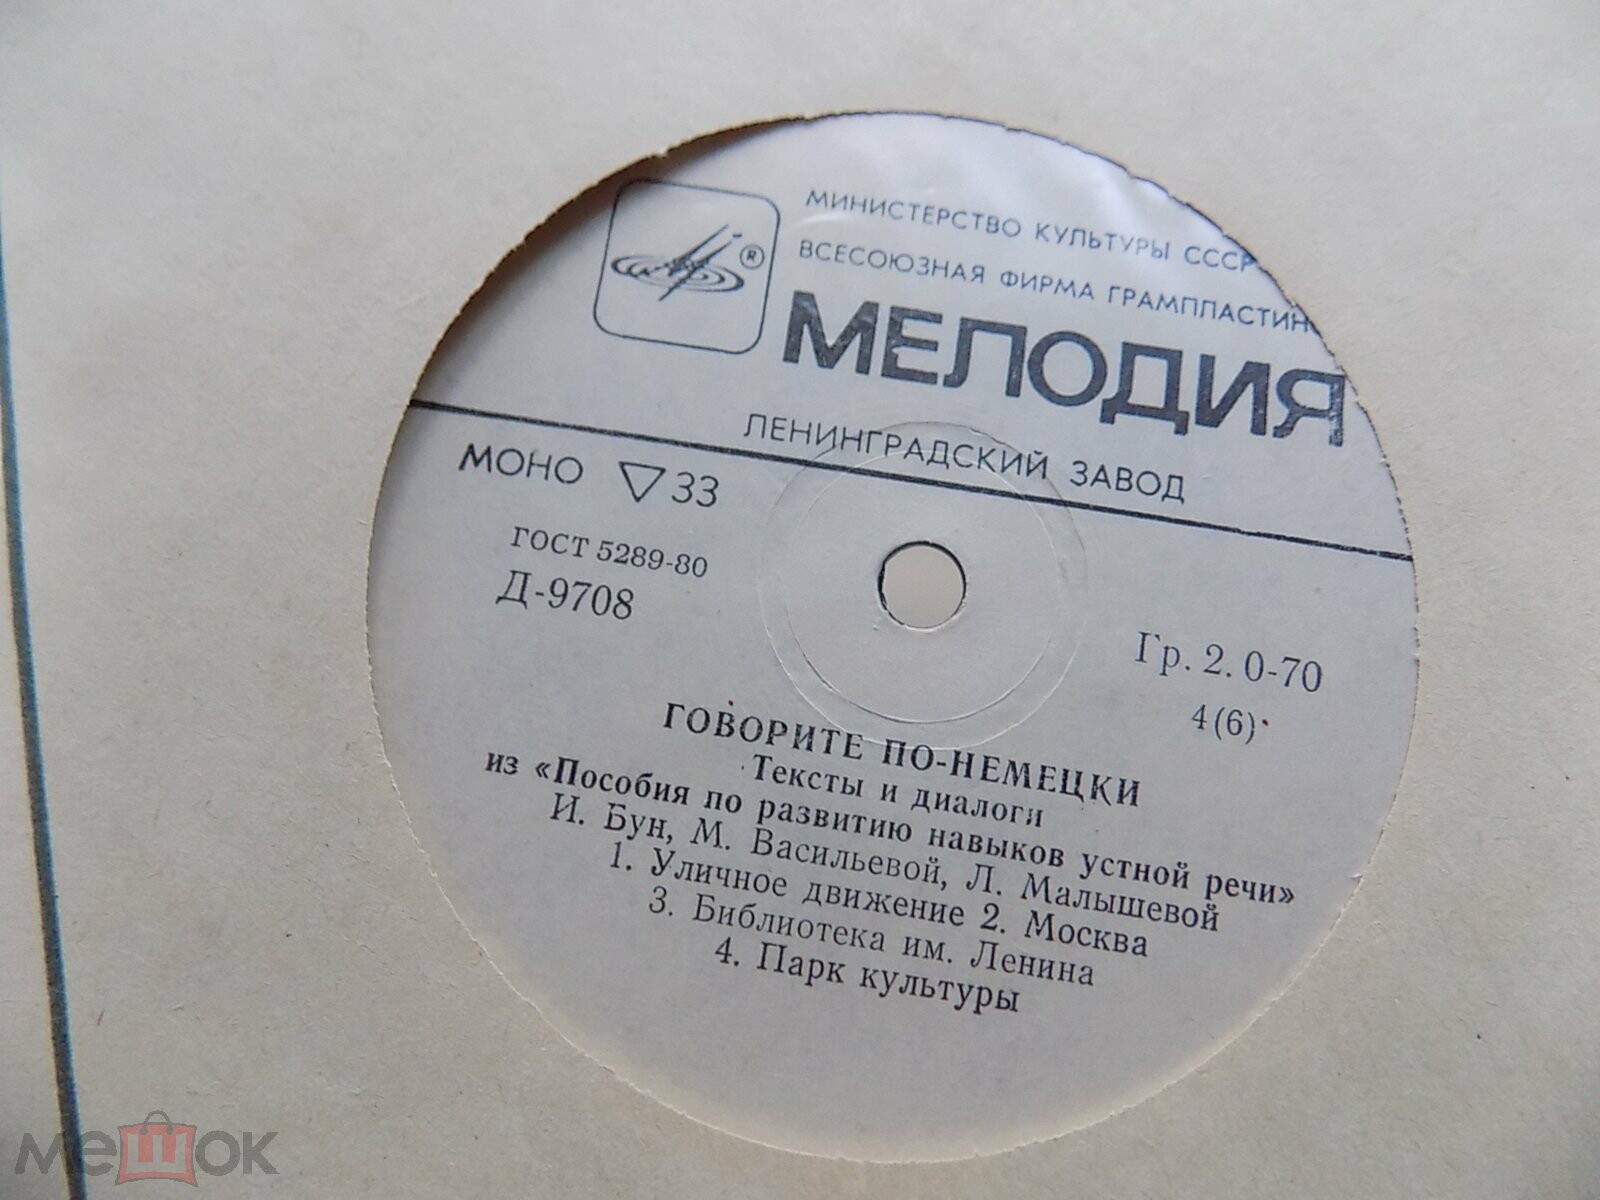 ®
МИНИСТЕРСТВО КУЛЬТУРЫ СССР
ВСЕСОЮЗНАЯ ФИРМА ГРАМПЛАСТИН
МЕЛОДИЯ
ЛЕНИНГРАДСКИЙ ЗАВОД
МОНО ▽33
ГОСТ 5289-80
Д-9708
Гр. 2. 0-70
4(6)
ГОВОРИТЕ ПО-НЕМЕЦКИ
Тексты и диалоги
из «Пособия по развитию навыков устной речи»
И. Бун, М. Васильевой, Л. Малышевой
1. Уличное движение 2. Москва
3. Библиотека им. Ленина
4. Парк культуры
мешок